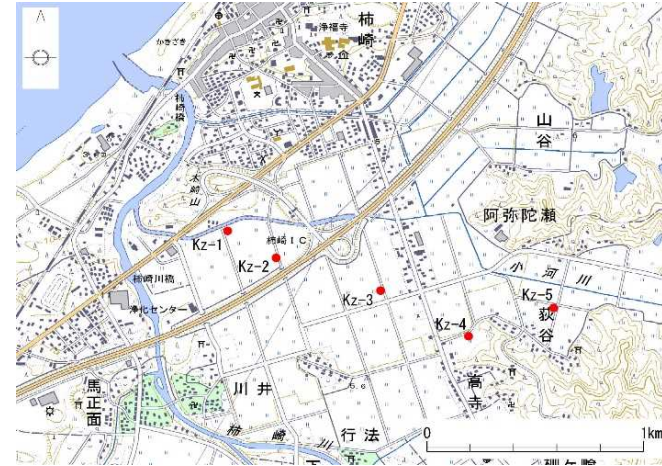 柿崎
浄福寺
かきざき
柿崎橋
山谷
木崎山
阿弥陀瀬
Kz-1
柿崎IC
Kz-2
小河川
柿崎川橋
Kz-3
Kz-5
浄化センター
荻谷
Kz-4
馬正面
川井
高寺
5.6
柿崎川
行法
0
1km